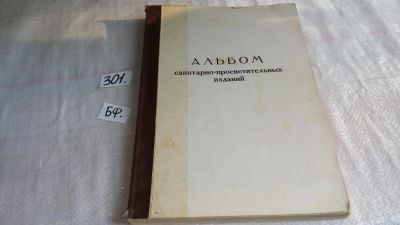 301.
БФ.
АЛЬБОМ
санитарно-просветительных
изданий